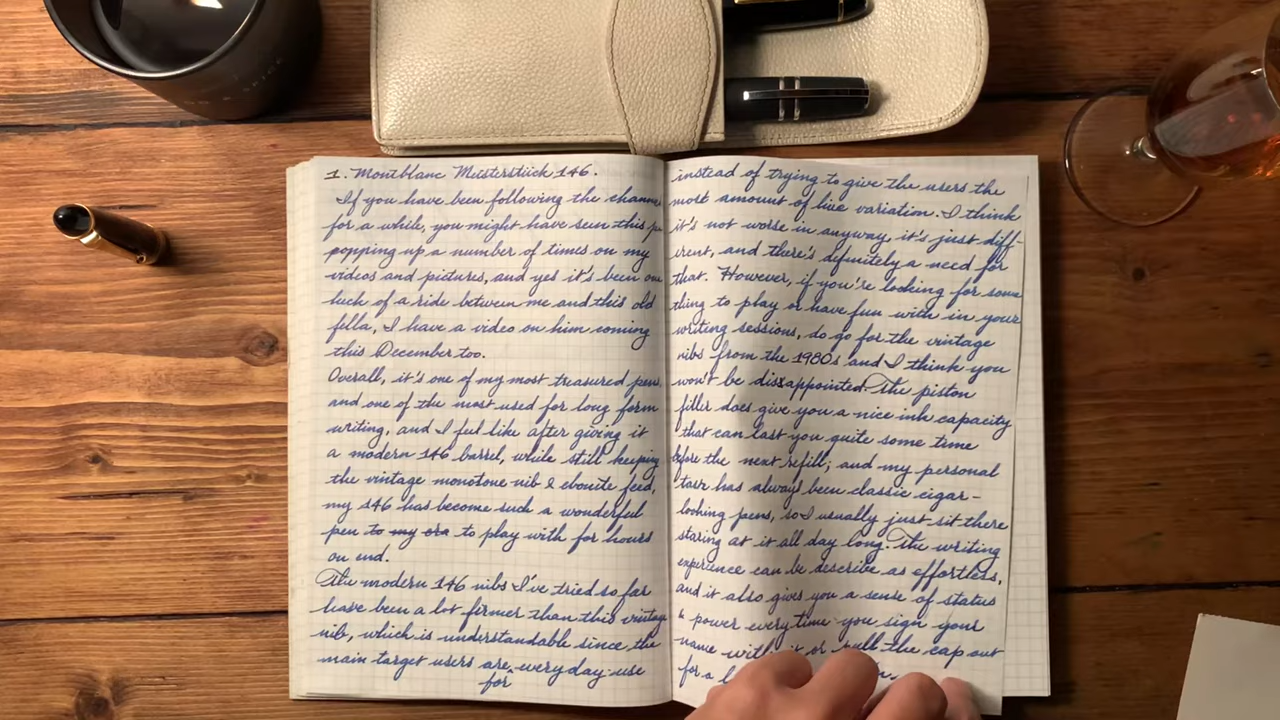 1. Montblanc Meisterstück 146.
If you have been following the channel
for a while, you might have seen this
popping up a number of times on my
videos and pictures, and yes it's been one
heck of a ride between me and this old
fella, I have a video on him coming
this December too.
Overall, it's one of my most treasured pens
and one of the most used for long form
writing, and I feel like after giving it
a modern 146 barrel, while still keeping
the vintage monotone nib & ebonite feed,
my 146 has become such a wonderful
pen to my era to play with for hours
on end.
The modern 146 nibs I've tried so far
have been a lot firmer than this vintage
nib, which is understandable since the
main target users are everyday use
for
instead of trying to give the users the
most amount of line variation. I think
it's not worse in anyway, it's just diff-
erent, and there's definitely a need for
that. However, if you're looking for some
thing to play or have fun with in your
writing sessions, do go for the vintage
nibs from the 1980s and I think you
won't be dissappointed. The piston
filler does give you a nice ink capacity
that can last you quite some time
before the next refill; and my personal
taste has always been classic cigar-
looking pens, so I usually just sit there
staring at it all day long. The writing
experience can be describe as effortless,
and it also gives you a sense of status
& power everytime you sign your
name with it or pull the cap out
for a